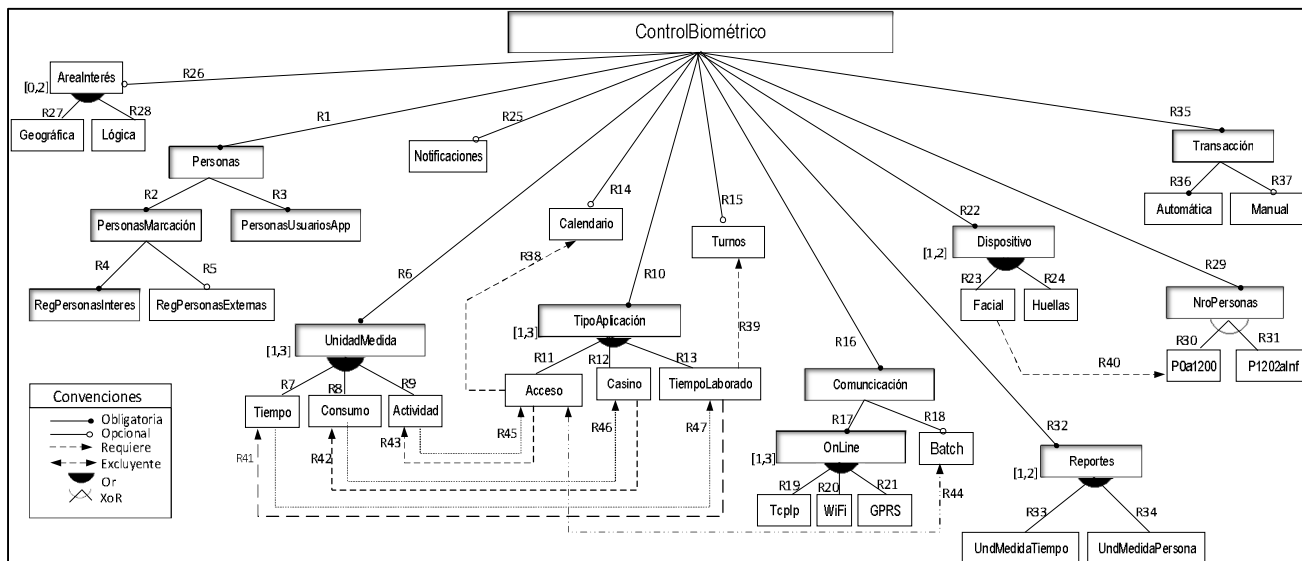 ControlBiométrico
R26
AreaInterés
[0,2]
R27
R28
Geográfica
Lógica
R1
R25
R35
Notificaciones
Transacción
R36
R37
Automática
Manual
Personas
R2
R3
PersonasMarcación
PersonasUsuariosApp
R4
R5
RegPersonasInteres
RegPersonasExternas
R14
Calendario
R15
Turnos
R22
Dispositivo
[1,2]
R23
R24
Facial
Huellas
R29
NroPersonas
R30
R31
P0a1200
P1202aInf
R38
R6
R10
R39
R40
UnidadMedida
[1,3]
R7
R8
R9
Tiempo
Consumo
Actividad
TipoAplicación
[1,3]
R11
R12
R13
Acceso
Casino
TiempoLaborado
R16
Comuncicación
R17
R18
OnLine
[1,3]
Batch
R19
R20
R21
TcpIp
WiFi
GPRS
R32
Reportes
[1,2]
R33
R34
UndMedidaTiempo
UndMedidaPersona
R41
R42
R43
R45
R46
R47
R44
Convenciones
Obligatoria
Opcional
Requiere
Excluyente
Or
XoR